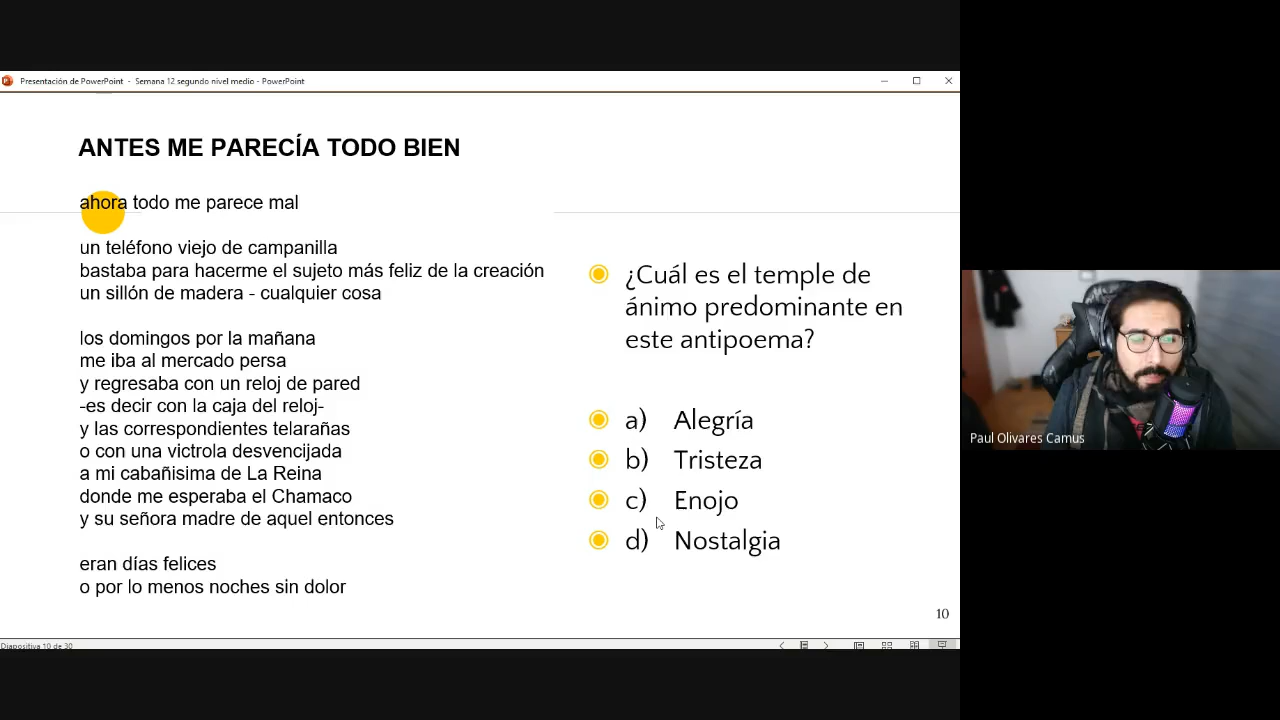 Presentación de PowerPoint - Semana 12 segundo nivel medio - PowerPoint
ANTES ME PARECÍA TODO BIEN
ahora todo me parece mal
un teléfono viejo de campanilla
bastaba para hacerme el sujeto más feliz de la creación
un sillón de madera - cualquier cosa
los domingos por la mañana
me iba al mercado persa
y regresaba con un reloj de pared
-es decir con la caja del reloj-
y las correspondientes telarañas
o con una victrola desvencijada
a mi cabañisima de La Reina
donde me esperaba el Chamaco
y su señora madre de aquel entonces
eran días felices
o por lo menos noches sin dolor
¿Cuál es el temple de
ánimo predominante en
este antipoema?
a) Alegría
b) Tristeza
c) Enojo
d) Nostalgia
10
Diapositiva 10 de 30
Paul Olivares Camus